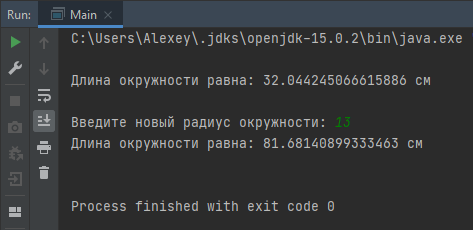 Run: Main ×
C:\Users\Alexey\.jdks\openjdk-15.0.2\bin\java.exe
Длина окружности равна: 32.044245066615886 см
Введите новый радиус окружности: 13
Длина окружности равна: 81.68140899333463 см
Process finished with exit code 0